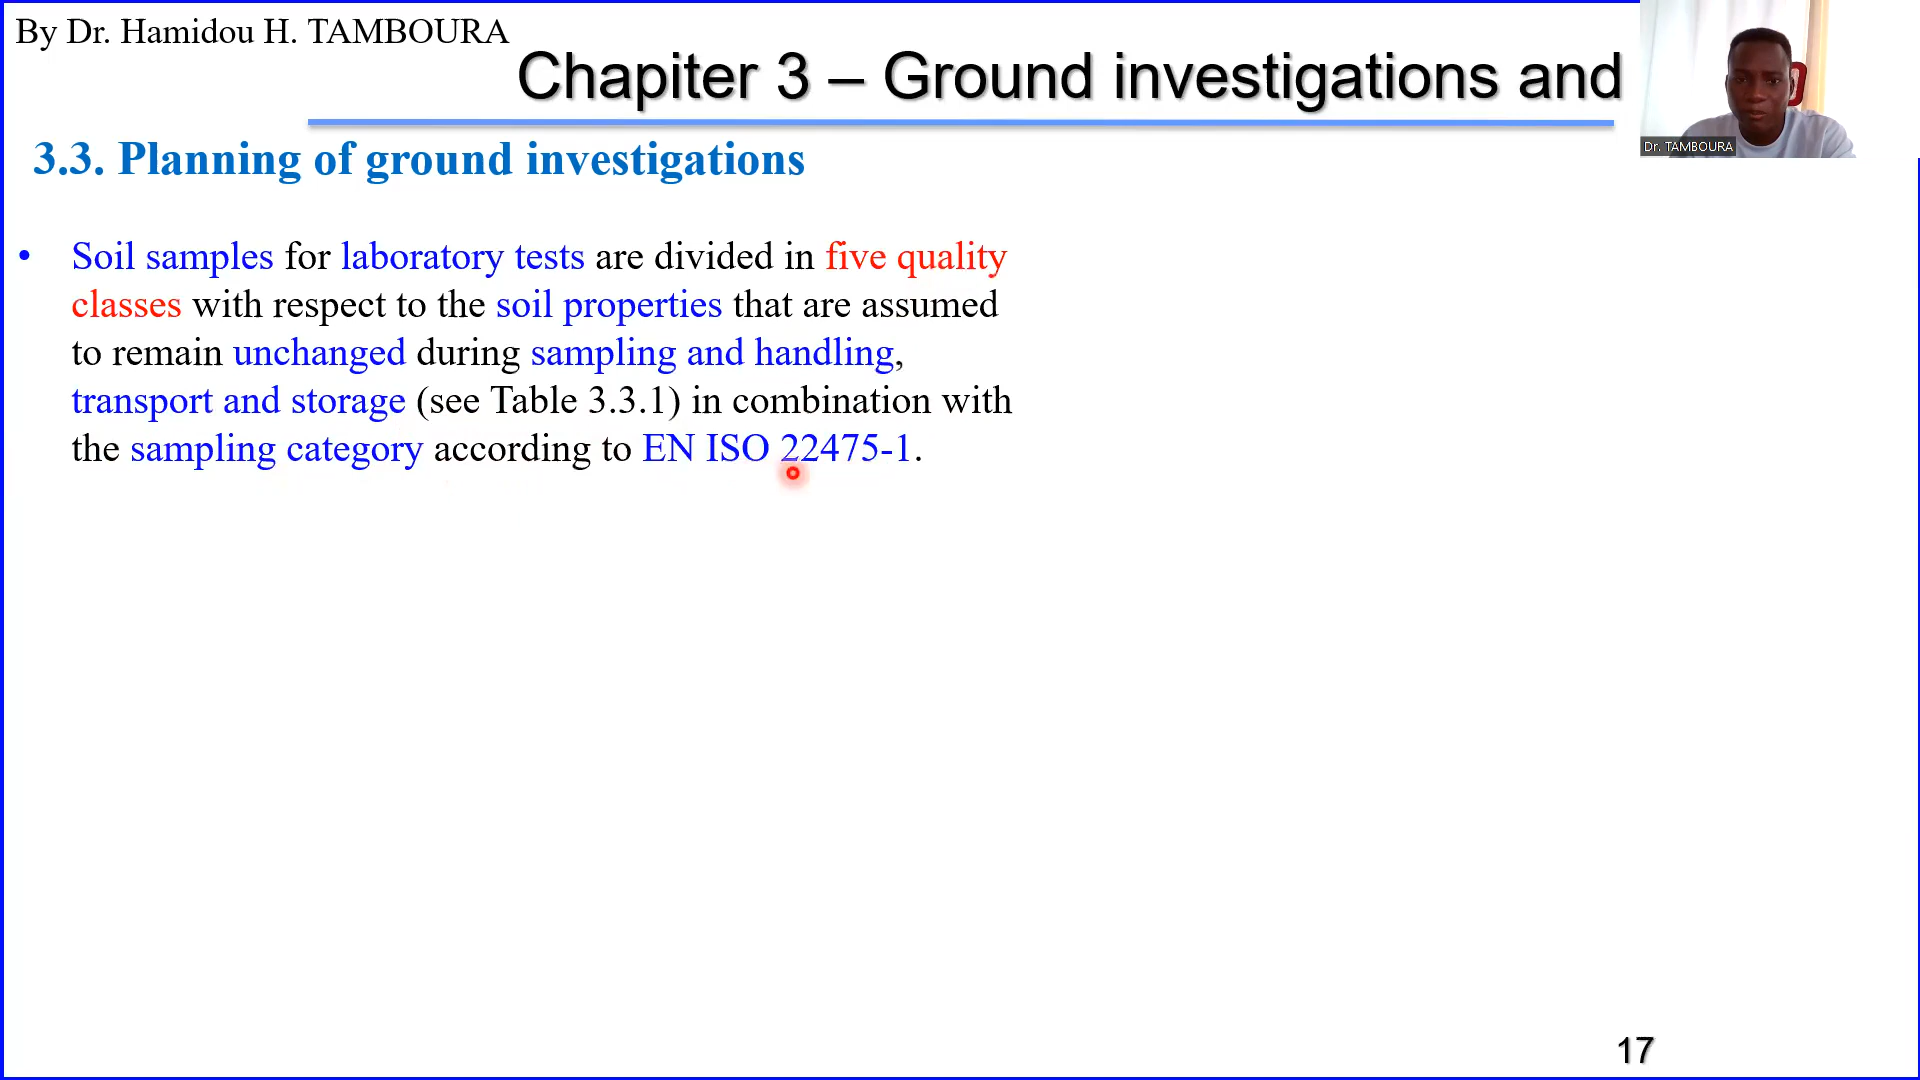 By Dr. Hamidou H. TAMBOURA
Chapiter 3 – Ground investigations and
Dr. TAMBOURA
3.3. Planning of ground investigations
• Soil samples for laboratory tests are divided in five quality
classes with respect to the soil properties that are assumed
to remain unchanged during sampling and handling,
transport and storage (see Table 3.3.1) in combination with
the sampling category according to EN ISO 22475-1.
17